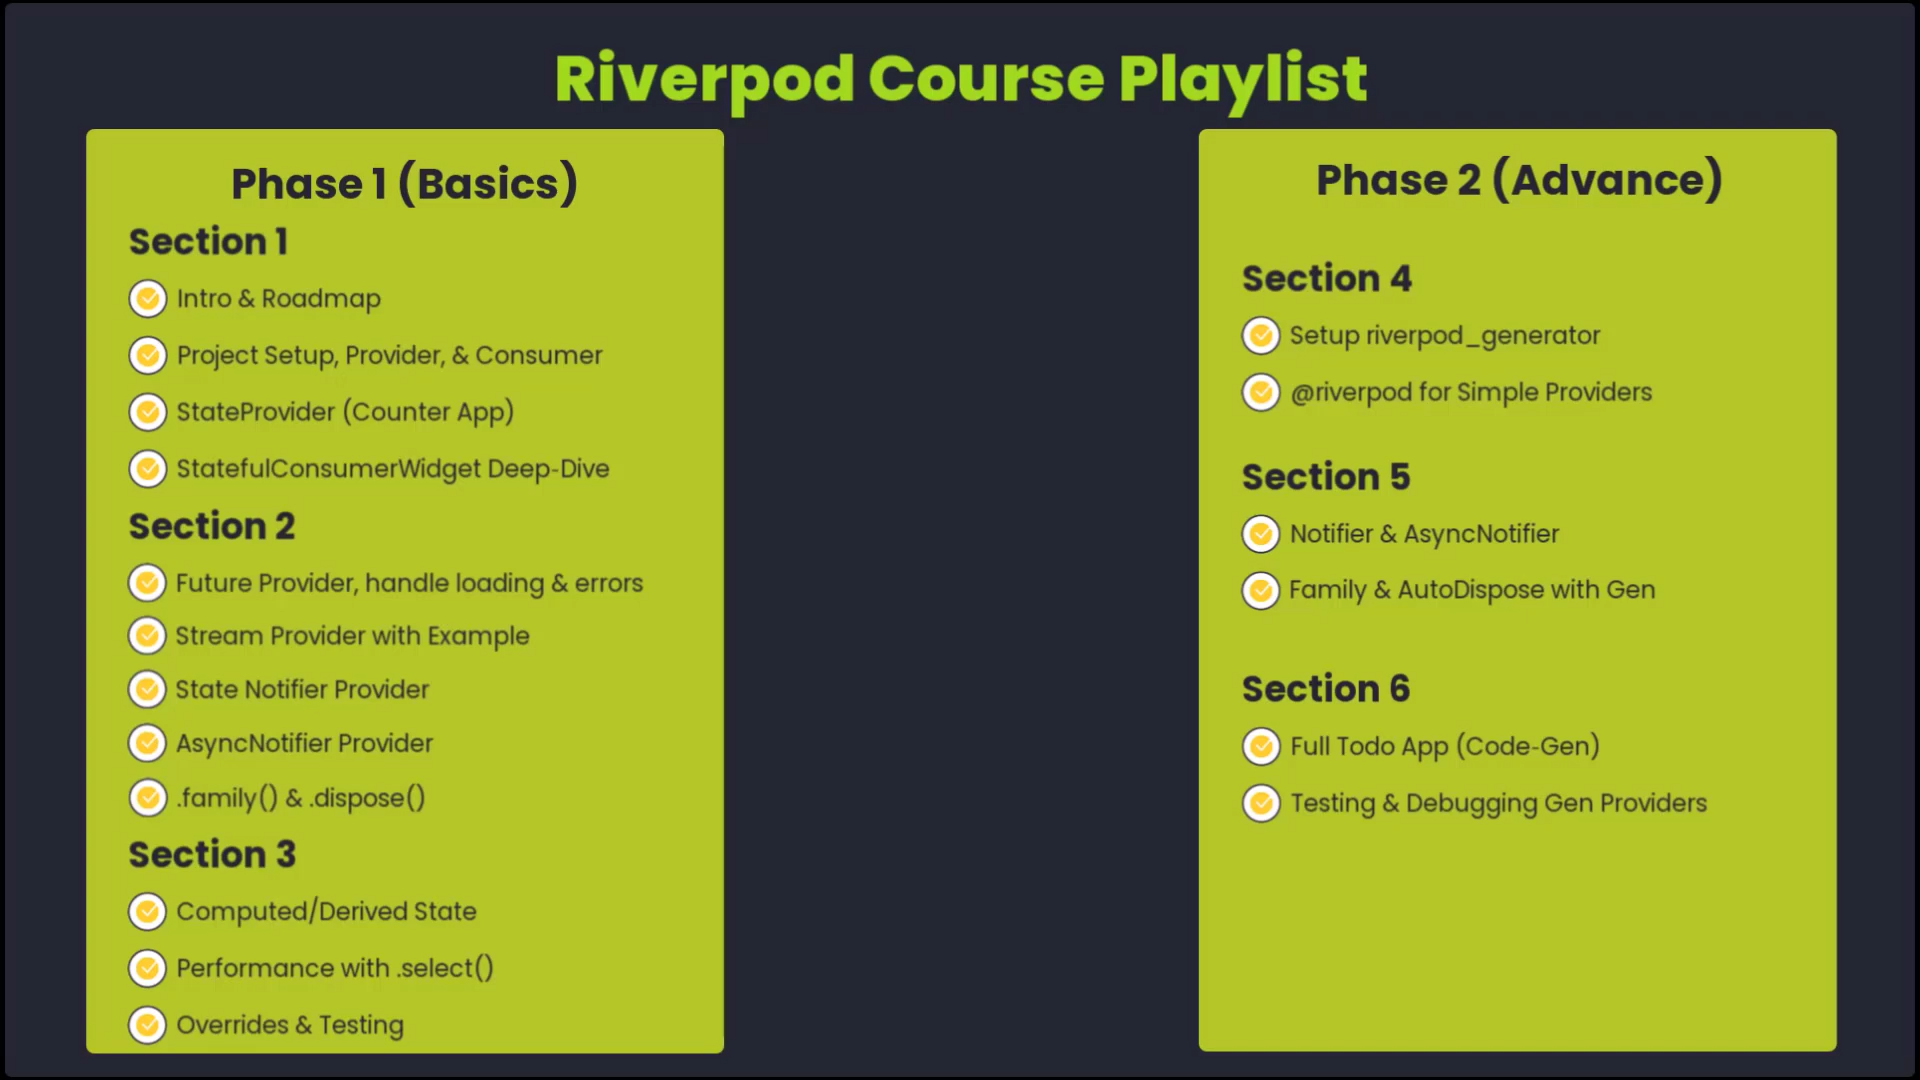 Riverpod Course Playlist
Phase 1 (Basics)
Section 1
Intro & Roadmap
Project Setup, Provider, & Consumer
StateProvider (Counter App)
StatefulConsumerWidget Deep-Dive
Section 2
Future Provider, handle loading & errors
Stream Provider with Example
State Notifier Provider
AsyncNotifier Provider
.family() & .dispose()
Section 3
Computed/Derived State
Performance with .select()
Overrides & Testing
Phase 2 (Advance)
Section 4
Setup riverpod_generator
@riverpod for Simple Providers
Section 5
Notifier & AsyncNotifier
Family & AutoDispose with Gen
Section 6
Full Todo App (Code-Gen)
Testing & Debugging Gen Providers